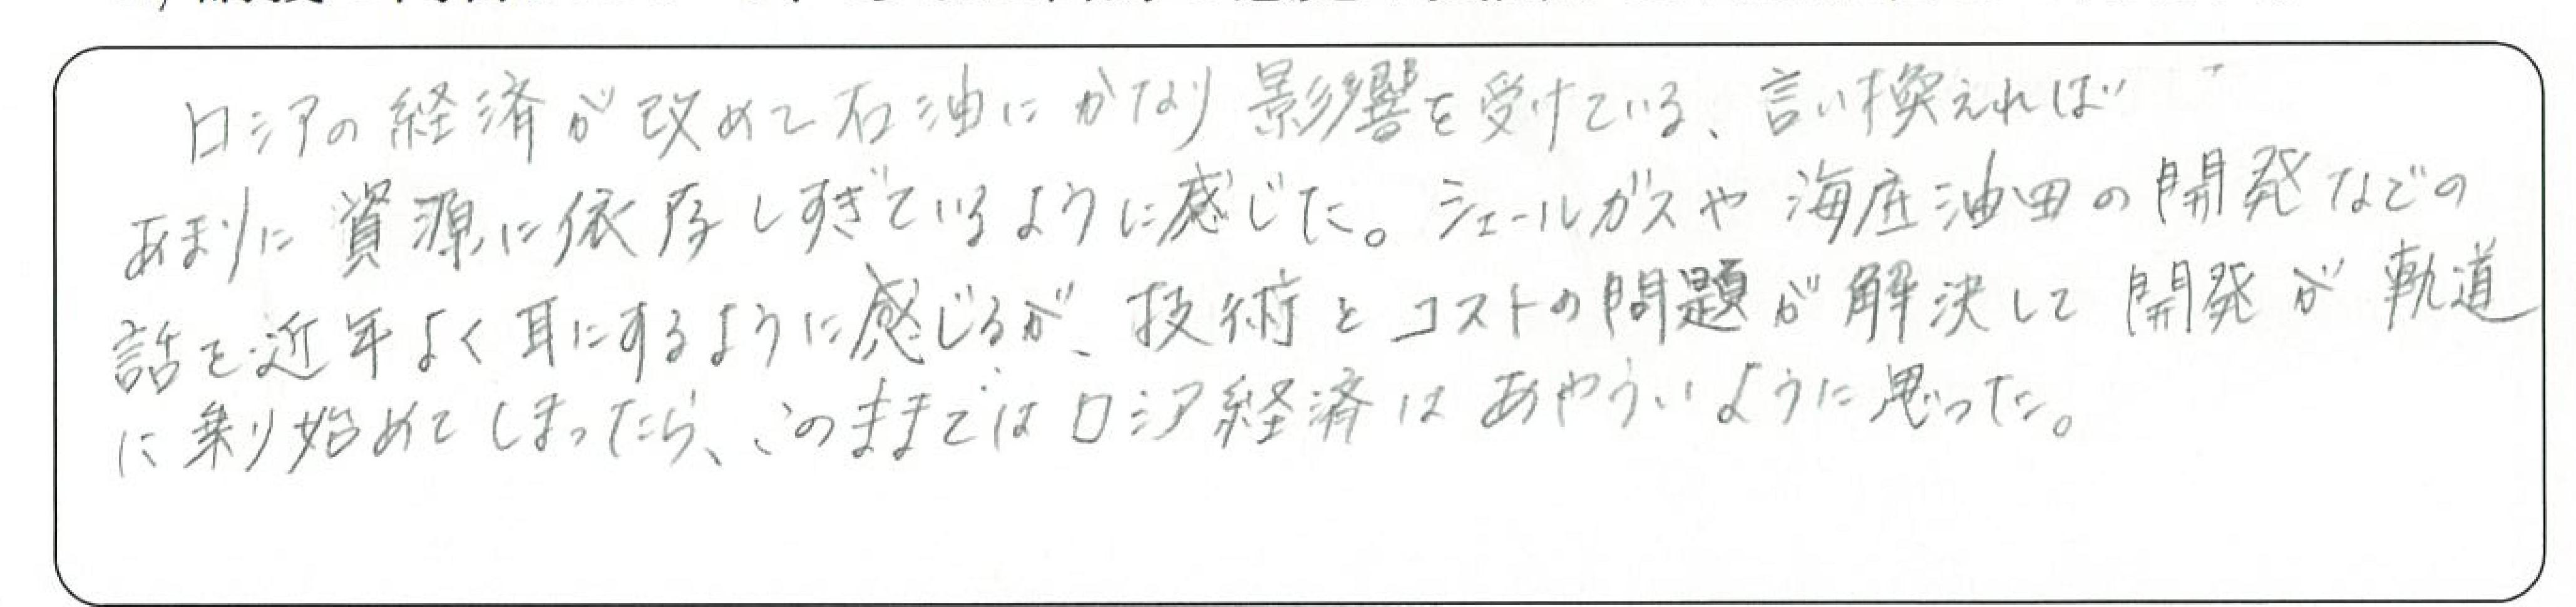 ロシアの経済が改めて石油にかなり影響を受けている、言い換えれば
あまりに資源に依存しすぎているように感じた。シェールガスや海底油田の開発などの
話を近年よく耳にするように感じるが、技術とコストの問題が解決して開発が軌道
に乗り始めてしまったら、このままではロシア経済はあやういように思った。